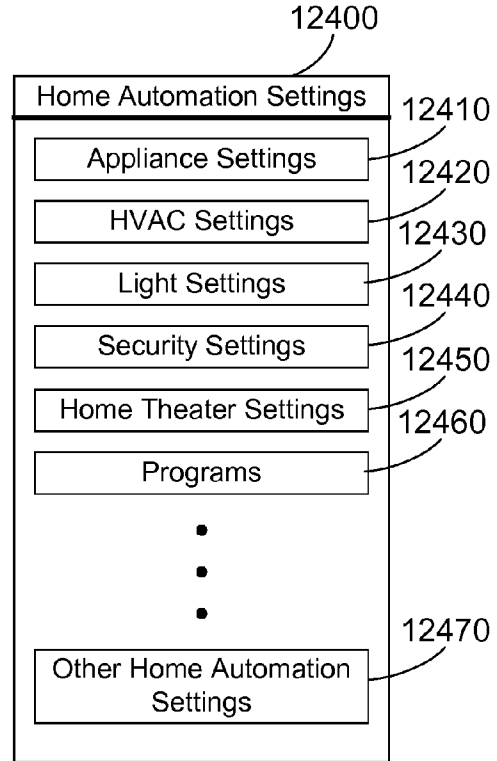 12400
Home Automation Settings
12410
Appliance Settings
12420
HVAC Settings
12430
Light Settings
12440
Security Settings
12450
Home Theater Settings
12460
Programs
12470
Other Home Automation
Settings